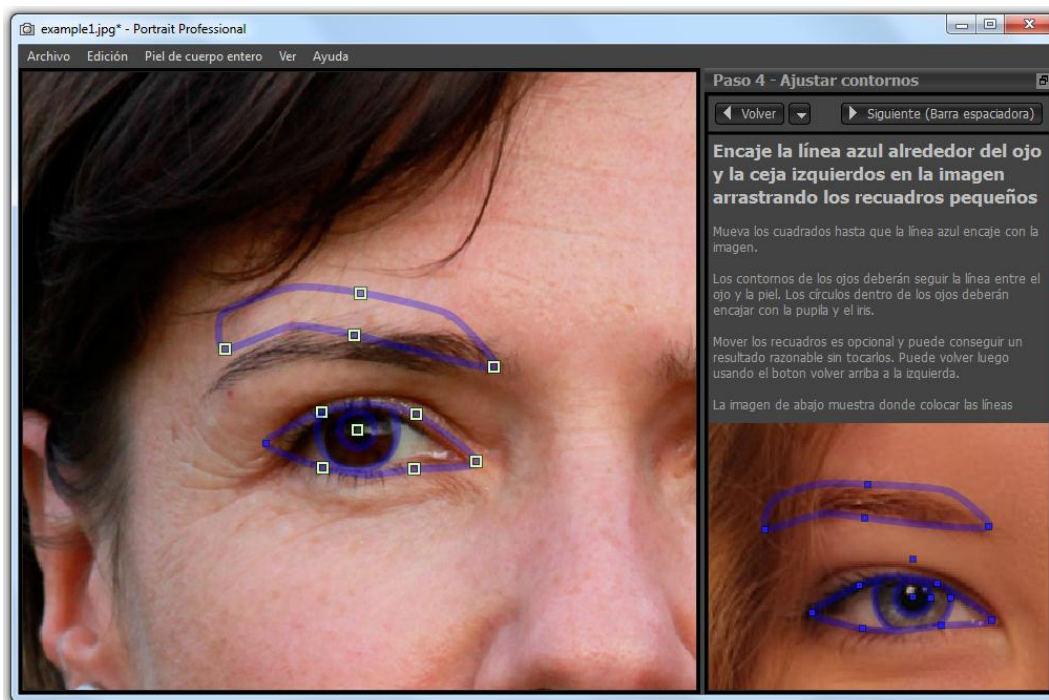 example1.jpg* - Portrait Professional
Archivo Edición Piel de cuerpo entero Ver Ayuda
Paso 4 - Ajustar contornos
Volver Siguiente (Barra espaciadora)
Encaje la línea azul alrededor del ojo
y la ceja izquierdos en la imagen
arrastrando los recuadros pequeños
Mueva los cuadrados hasta que la línea azul encaje con la
imagen.
Los contornos de los ojos deberán seguir la línea entre el
ojo y la piel. Los círculos dentro de los ojos deberán
encajar con la pupila y el iris.
Mover los recuadros es opcional y puede conseguir un
resultado razonable sin tocarlos. Puede volver luego
usando el boton volver arriba a la izquierda.
La imagen de abajo muestra donde colocar las líneas